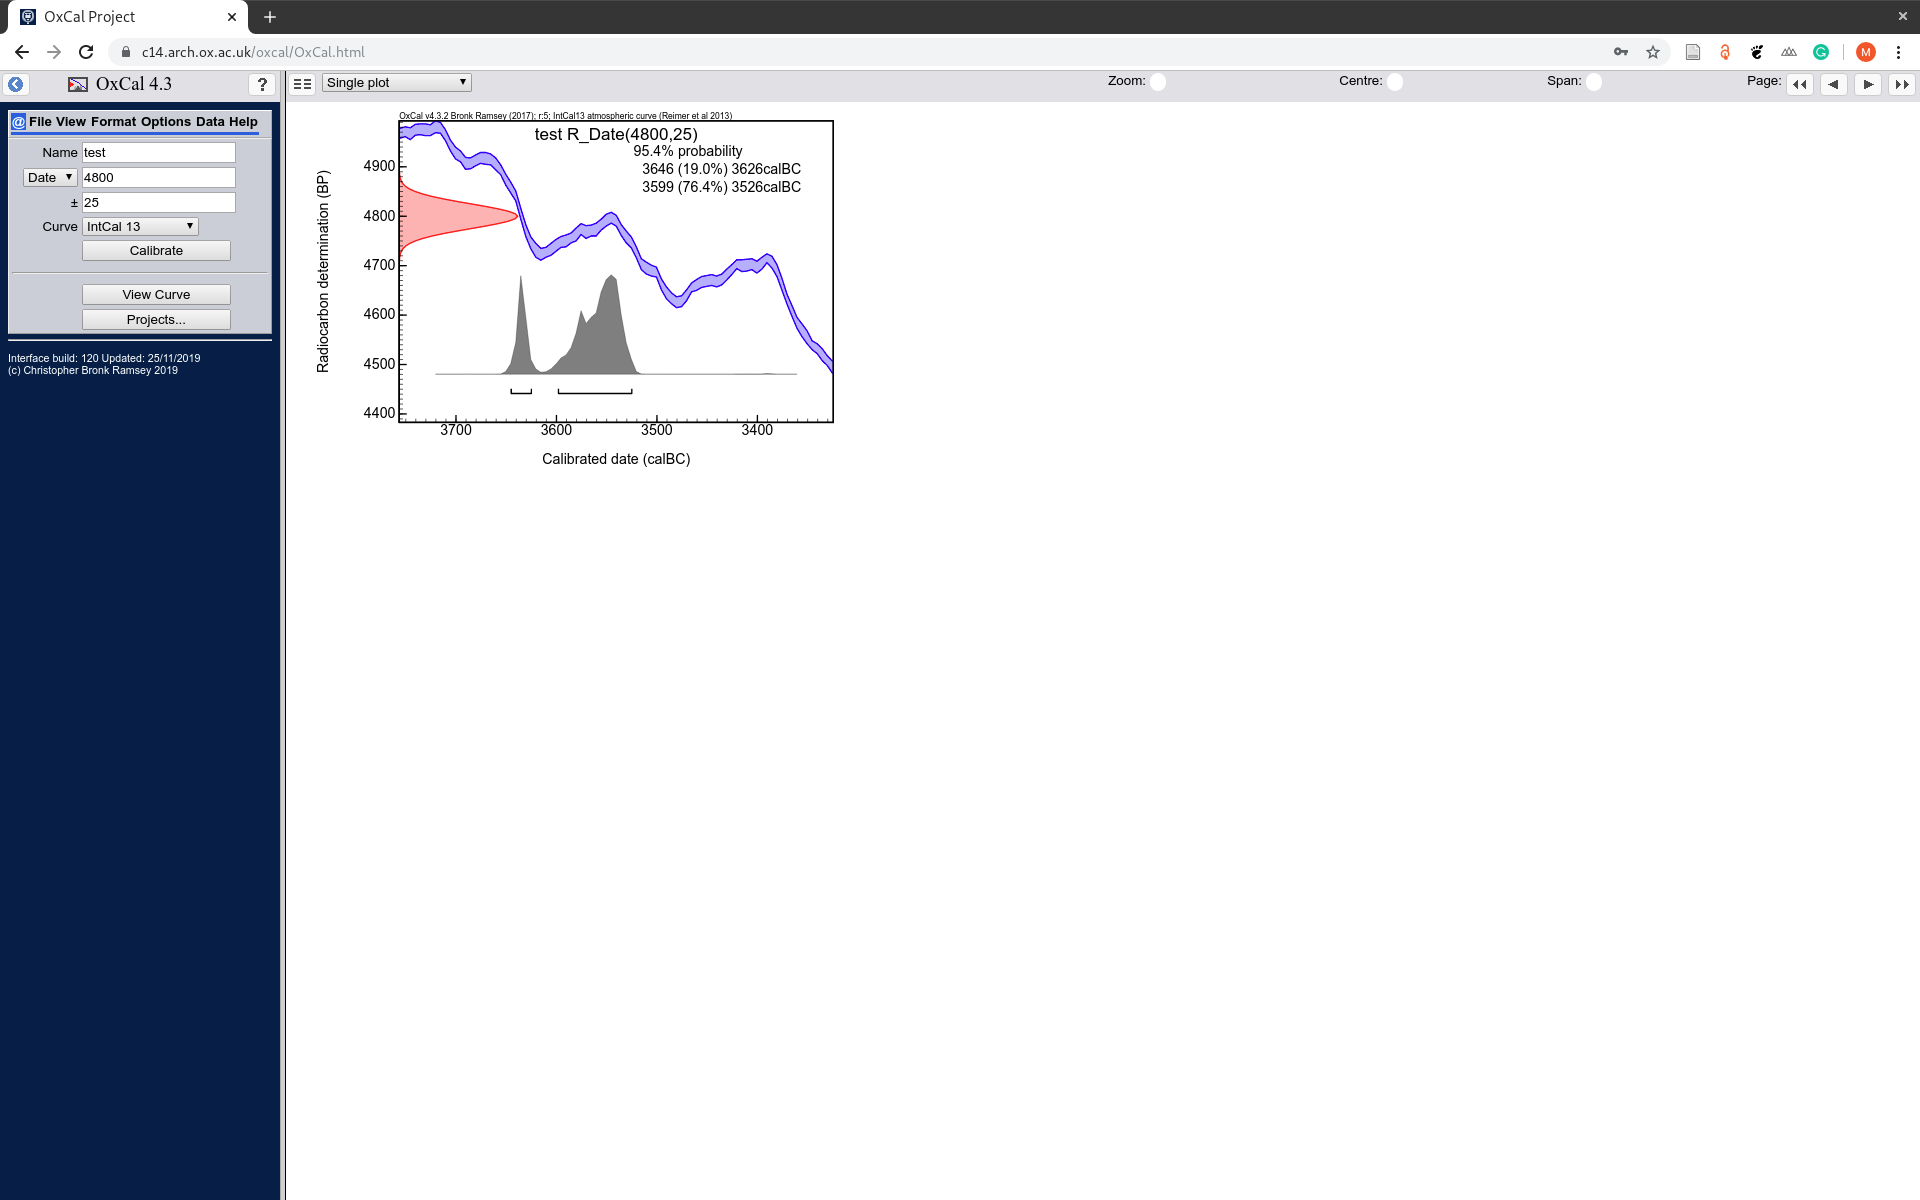 OxCal Project
c14.arch.ox.ac.uk/oxcal/OxCal.html
M
OxCal 4.3
?
Single plot
Zoom:
Centre:
Span:
Page:
@ File View Format Options Data Help
Name test
Date 4800
± 25
Curve IntCal 13
Calibrate
View Curve
Projects...
Interface build: 120 Updated: 25/11/2019
(c) Christopher Bronk Ramsey 2019
OxCal v4.3.2 Bronk Ramsey (2017); r:5; IntCal13 atmospheric curve (Reimer et al 2013)
test R_Date(4800,25)
95.4% probability
3646 (19.0%) 3626calBC
3599 (76.4%) 3526calBC
Radiocarbon determination (BP)
4900
4800
4700
4600
4500
4400
3700 3600 3500 3400
Calibrated date (calBC)